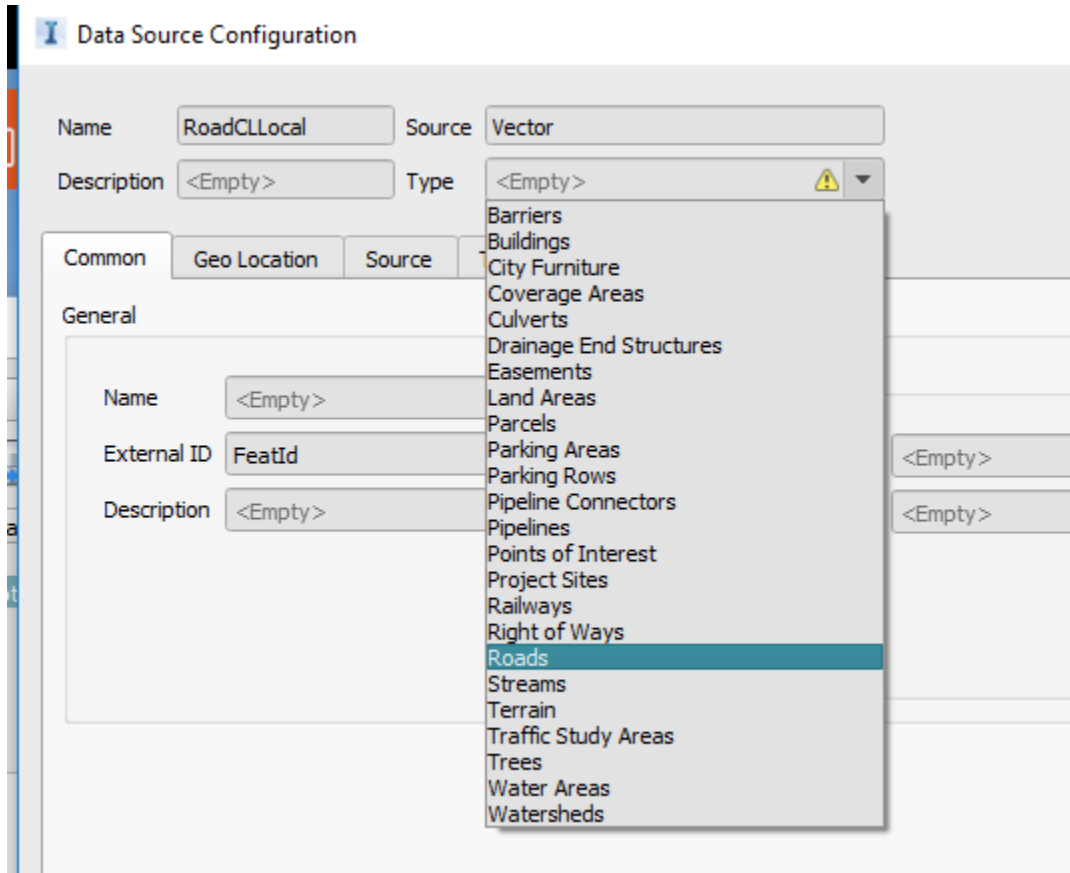 Data Source Configuration
Name RoadCLLocal Source Vector
Description <Empty> Type <Empty>
Barriers
Buildings
City Furniture
Coverage Areas
Culverts
Drainage End Structures
Easements
Land Areas
Parcels
Parking Areas
Parking Rows
Pipeline Connectors
Pipelines
Points of Interest
Project Sites
Railways
Right of Ways
Roads
Streams
Terrain
Traffic Study Areas
Trees
Water Areas
Watersheds
Common Geo Location Source
General
Name <Empty>
External ID FeatId <Empty>
Description <Empty> <Empty>